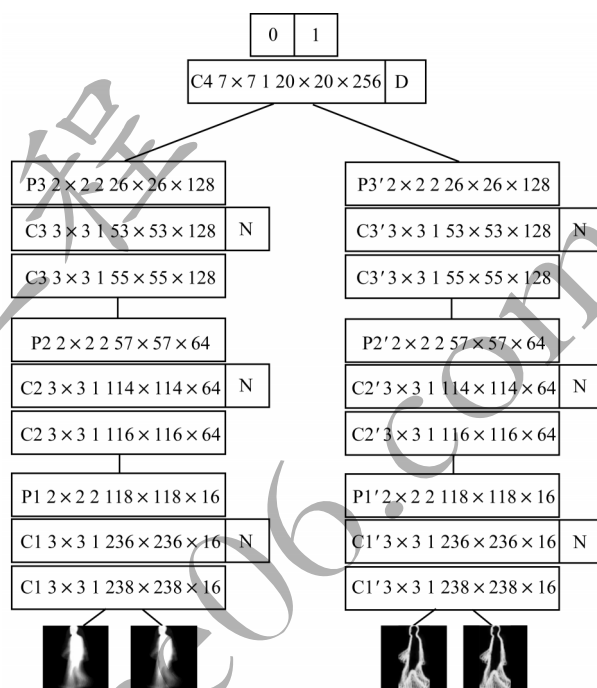 0 1
C4 7×7 1 20×20×256 D
P3 2×2 2 26×26×128
C3 3×3 1 53×53×128 N
C3 3×3 1 55×55×128
P2 2×2 2 57×57×64
C2 3×3 1 114×114×64 N
C2 3×3 1 116×116×64
P1 2×2 2 118×118×16
C1 3×3 1 236×236×16 N
C1 3×3 1 238×238×16
P3′ 2×2 2 26×26×128
C3′ 3×3 1 53×53×128 N
C3′ 3×3 1 55×55×128
P2′ 2×2 2 57×57×64
C2′ 3×3 1 114×114×64 N
C2′ 3×3 1 116×116×64
P1′ 2×2 2 118×118×16
C1′ 3×3 1 236×236×16 N
C1′ 3×3 1 238×238×16
程
06.com